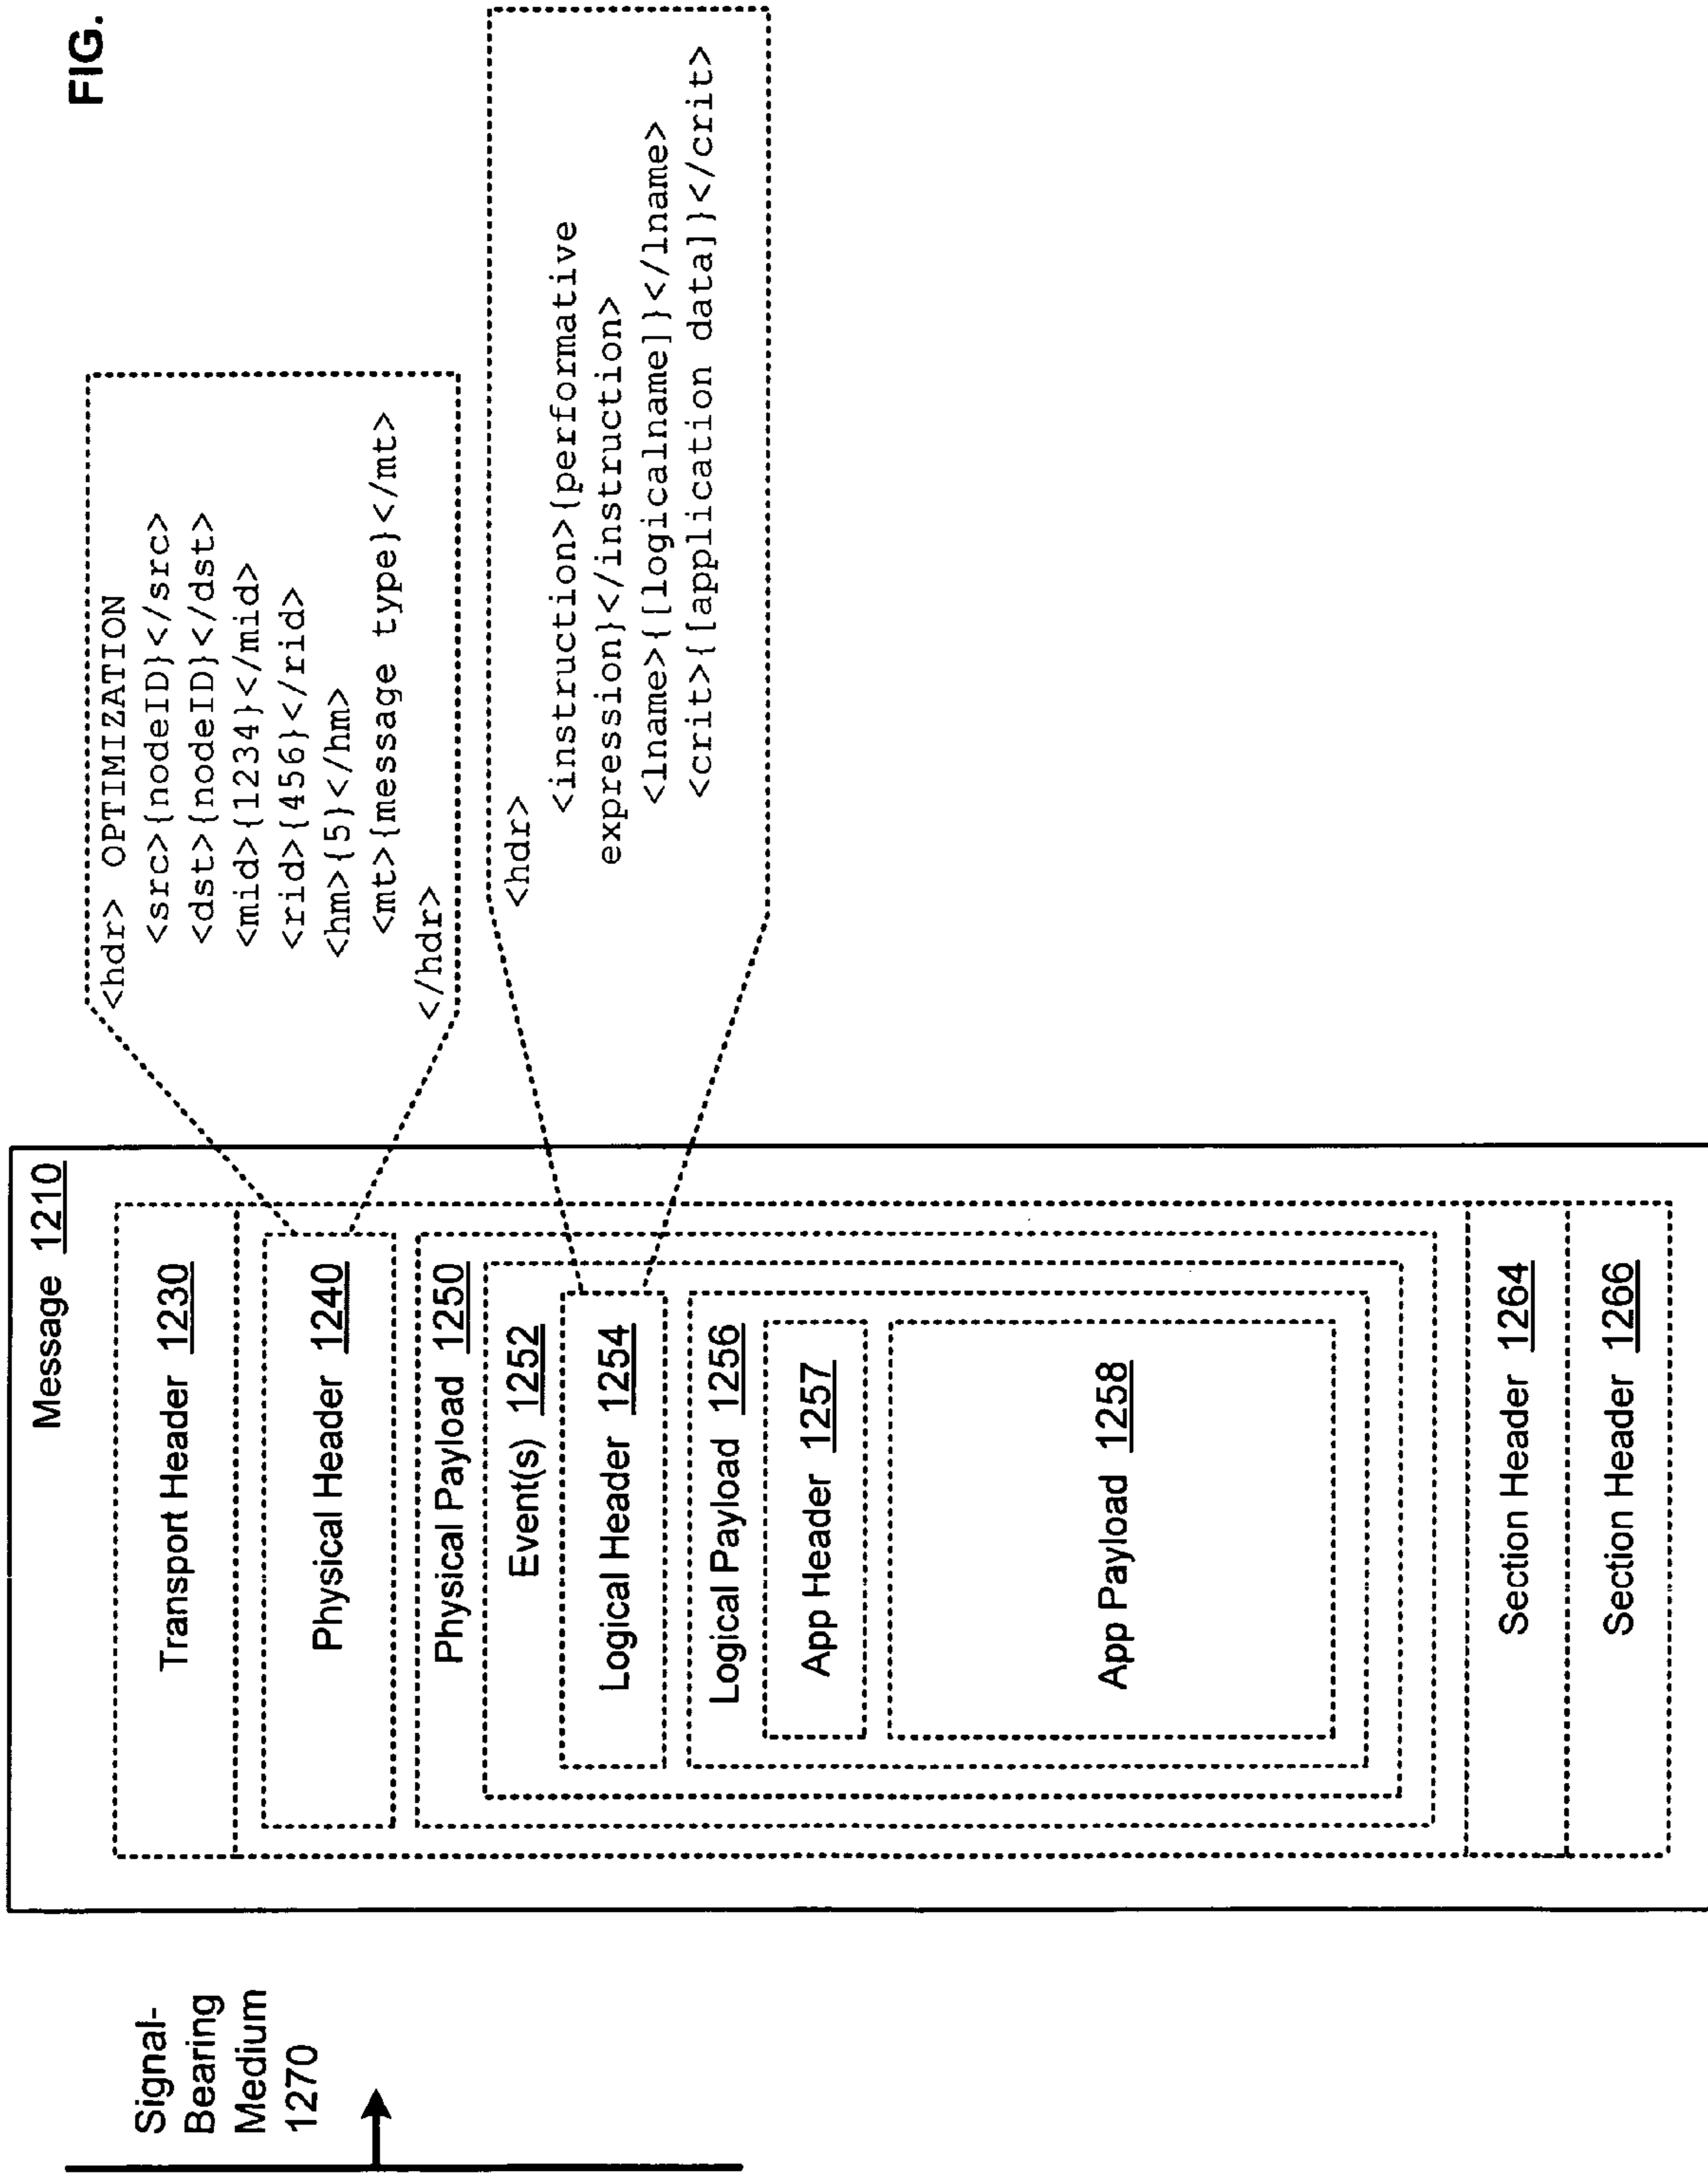 FIG.
Signal-
Bearing
Medium
1270
Message 1210
Transport Header 1230
Physical Header 1240
Physical Payload 1250
Event(s) 1252
Logical Header 1254
Logical Payload 1256
App Header 1257
App Payload 1258
Section Header 1264
Section Header 1266
<hdr> OPTIMIZATION
<src>{nodeID}</src>
<dst>{nodeID}</dst>
<mid>{1234}</mid>
<rid>{456}</rid>
<hm>{5}</hm>
<mt>{message type}</mt>
</hdr>
<hdr>
<instruction>{performative
expression}</instruction>
<lname>{[logicalname]}</lname>
<crit>{[application data]}</crit>